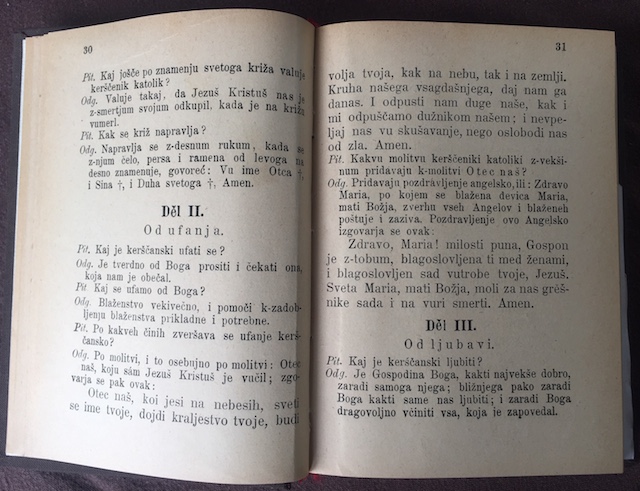 30
Pit. Kaj jošče po znamenju svetoga križa valuje
kerščenik katolik?
Odg. Valuje takaj, da Jezuš Kristuš nas je
z-smertjum svojum odkupil, kada je na križu
vumerl.
Pit. Kak se križ napravlja?
Odg. Napravlja se z-desnum rukum, kada se
z-njum čelo, persa i ramena od levoga na
desno znamenuje, govoreč: Vu ime Otca †,
i Sina †, i Duha svetoga †, Amen.
Dĕl II.
Od ufanja.
Pit. Kaj je kerščanski ufati se?
Odg. Je tverdno od Boga prositi i čekati ona,
koja nam je obečal.
Pit Kaj se ufamo od Boga?
Odg. Blaženstvo vekivečno, i pomoči k-zadob-
ljenju blaženstva prikladne i potrebne.
Pit. Po kakveh činih zveršava se ufanje kerš-
čansko?
Odg. Po molitvi, i to osebujno po molitvi: Otec
naš, koju sám Jezuš Kristuš je vučil; zgo-
varja se pak ovak:
Otec naš, koi jesi na nebesih, sveti
se ime tvoje, dojdi kraljestvo tvoje, budi
31
volja tvoja, kak na nebu, tak i na zemlji.
Kruha našega vsagdašnjega, daj nam ga
danas. I odpusti nam duge naše, kak i
mi odpuščamo dužnikom našem; i nevpe-
ljaj nas vu skušavanje, nego oslobodi nas
od zla. Amen.
Pit. Kakvu molitvu kerščeniki katoliki z-vekši-
num pridavaju k-molitvi Otec naš?
Odg. Pridavaju pozdravljenje angelsko, ili: Zdravo
Maria, po kojem se blažena devica Maria,
mati Božja, zverhu vseh Angelov i blaženeh
poštuje i zaziva. Pozdravljenje ovo Angelsko
izgovarja se ovak:
Zdravo, Maria! milosti puna, Gospon
je z-tobum, blagoslovljena ti med ženami,
i blagoslovljen sad vutrobe tvoje, Jezuš.
Sveta Maria, mati Božja, moli za nas grĕš-
nike sada i na vuri smerti. Amen.
Dĕl III.
Od ljubavi.
Pit. Kaj je kerščanski ljubiti?
Odg. Je Gospodina Boga, kakti najvekše dobro,
zaradi samoga njega; bližnjega pako zaradi
Boga kakti same nas ljubiti; i zaradi Boga
dragovoljno včiniti vsa, koja je zapovedal.